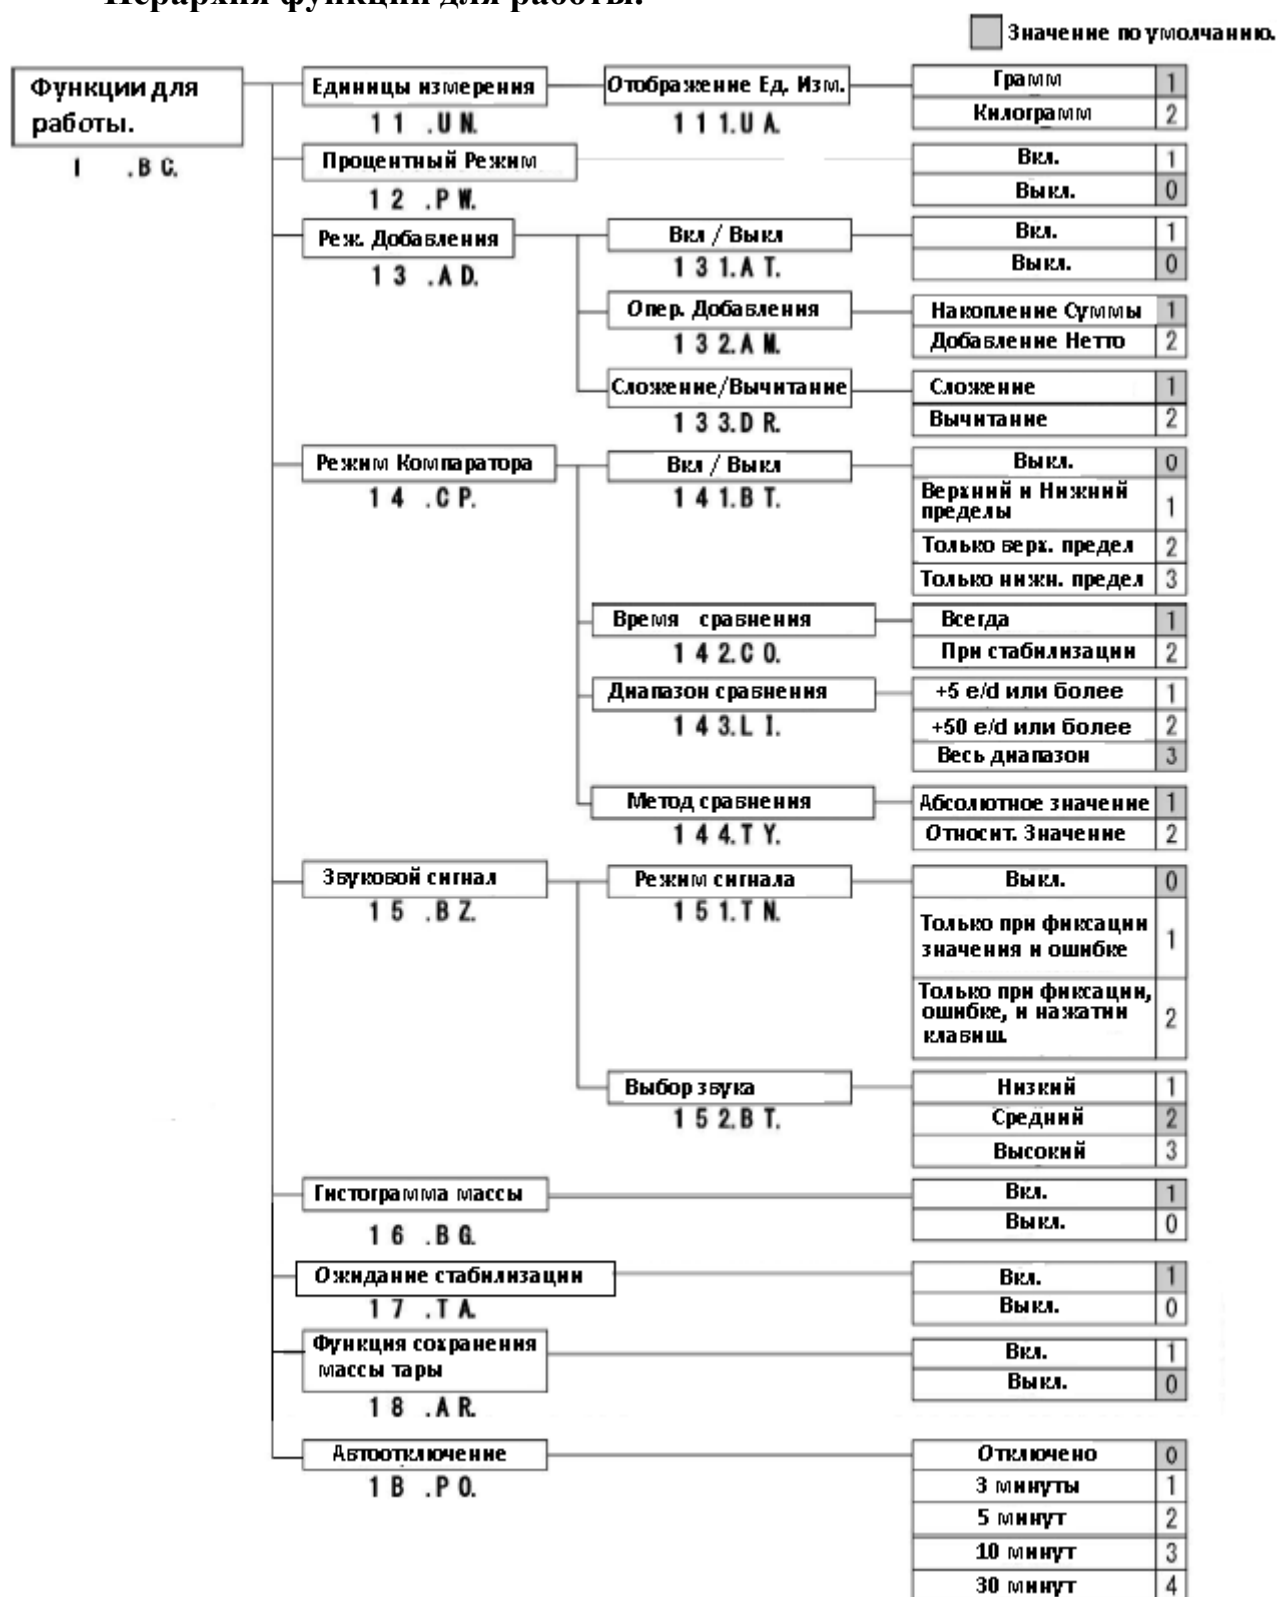 Иерархия функций для работы.
Значение по умолчанию.
Функции для
работы.
1 .B C.
Единицы измерения
1 1 .U N.
Отображение Ед. Изм.
1 1 1.U A.
Грамм 1
Килограмм 2
Процентный Режим
1 2 .P W.
Вкл. 1
Выкл. 0
Реж. Добавления
1 3 .A D.
Вкл / Выкл
1 3 1.A T.
Вкл. 1
Выкл. 0
Опер. Добавления
1 3 2.A M.
Накопление Суммы 1
Добавление Нетто 2
Сложение/Вычитание
1 3 3.D R.
Сложение 1
Вычитание 2
Режим Компаратора
1 4 .C P.
Вкл / Выкл
1 4 1.B T.
Выкл. 0
Верхний и Нижний
пределы 1
Только верх. предел 2
Только нижн. предел 3
Время сравнения
1 4 2.C O.
Всегда 1
При стабилизации 2
Диапазон сравнения
1 4 3.L I.
+5 e/d или более 1
+50 e/d или более 2
Весь диапазон 3
Метод сравнения
1 4 4.T Y.
Абсолютное значение 1
Относит. Значение 2
Звуковой сигнал
1 5 .B Z.
Режим сигнала
1 5 1.T N.
Выкл. 0
Только при фиксации
значения и ошибке 1
Только при фиксации,
ошибке, и нажатии 2
клавиш.
Выбор звука
1 5 2.B T.
Низкий 1
Средний 2
Высокий 3
Гистограмма массы
1 6 .B G.
Вкл. 1
Выкл. 0
Ожидание стабилизации
1 7 .T A.
Вкл. 1
Выкл. 0
Функция сохранения
массы тары
1 8 .A R.
Вкл. 1
Выкл. 0
Автоотключение
1 B .P O.
Отключено 0
3 минуты 1
5 минут 2
10 минут 3
30 минут 4